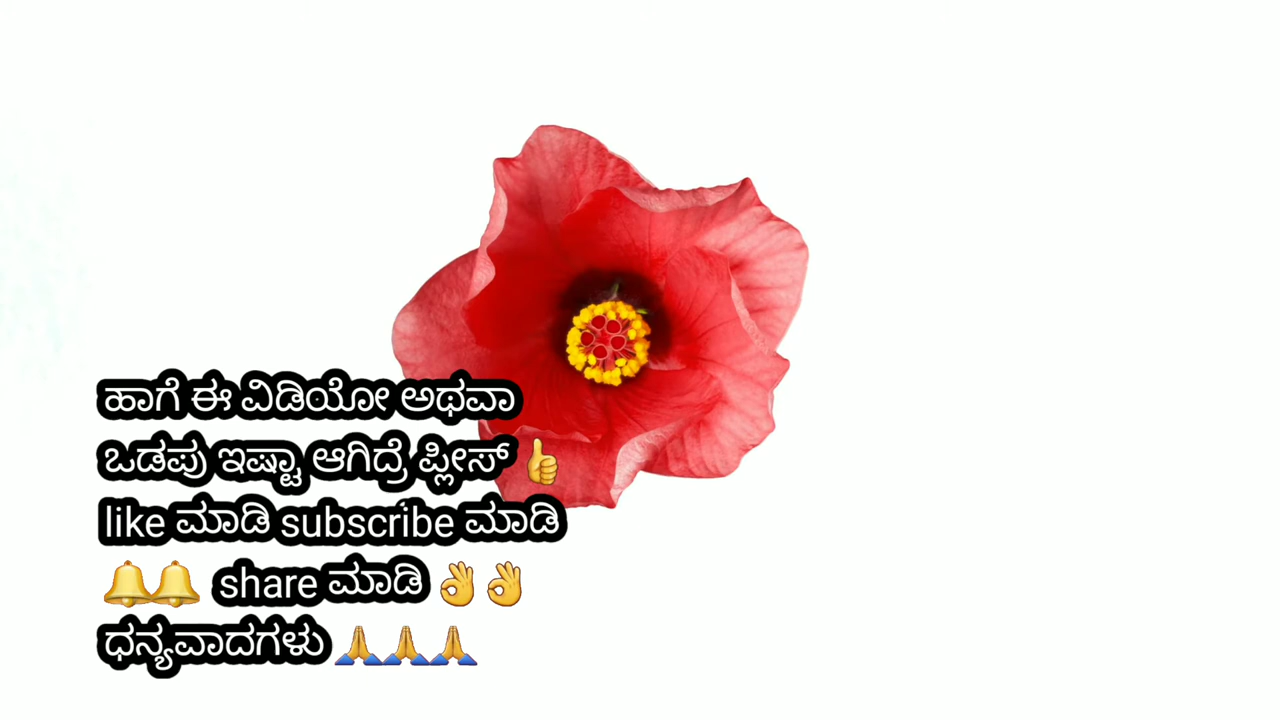 ಹಾಗೆ ಈ ವಿಡಿಯೋ ಅಥವಾ
ಒಡಪು ಇಷ್ಟಾ ಆಗಿದ್ರೆ ಪ್ಲೀಸ್ 👍
like ಮಾಡಿ subscribe ಮಾಡಿ
🔔🔔 share ಮಾಡಿ 👌👌
ಧನ್ಯವಾದಗಳು 🙏🙏🙏